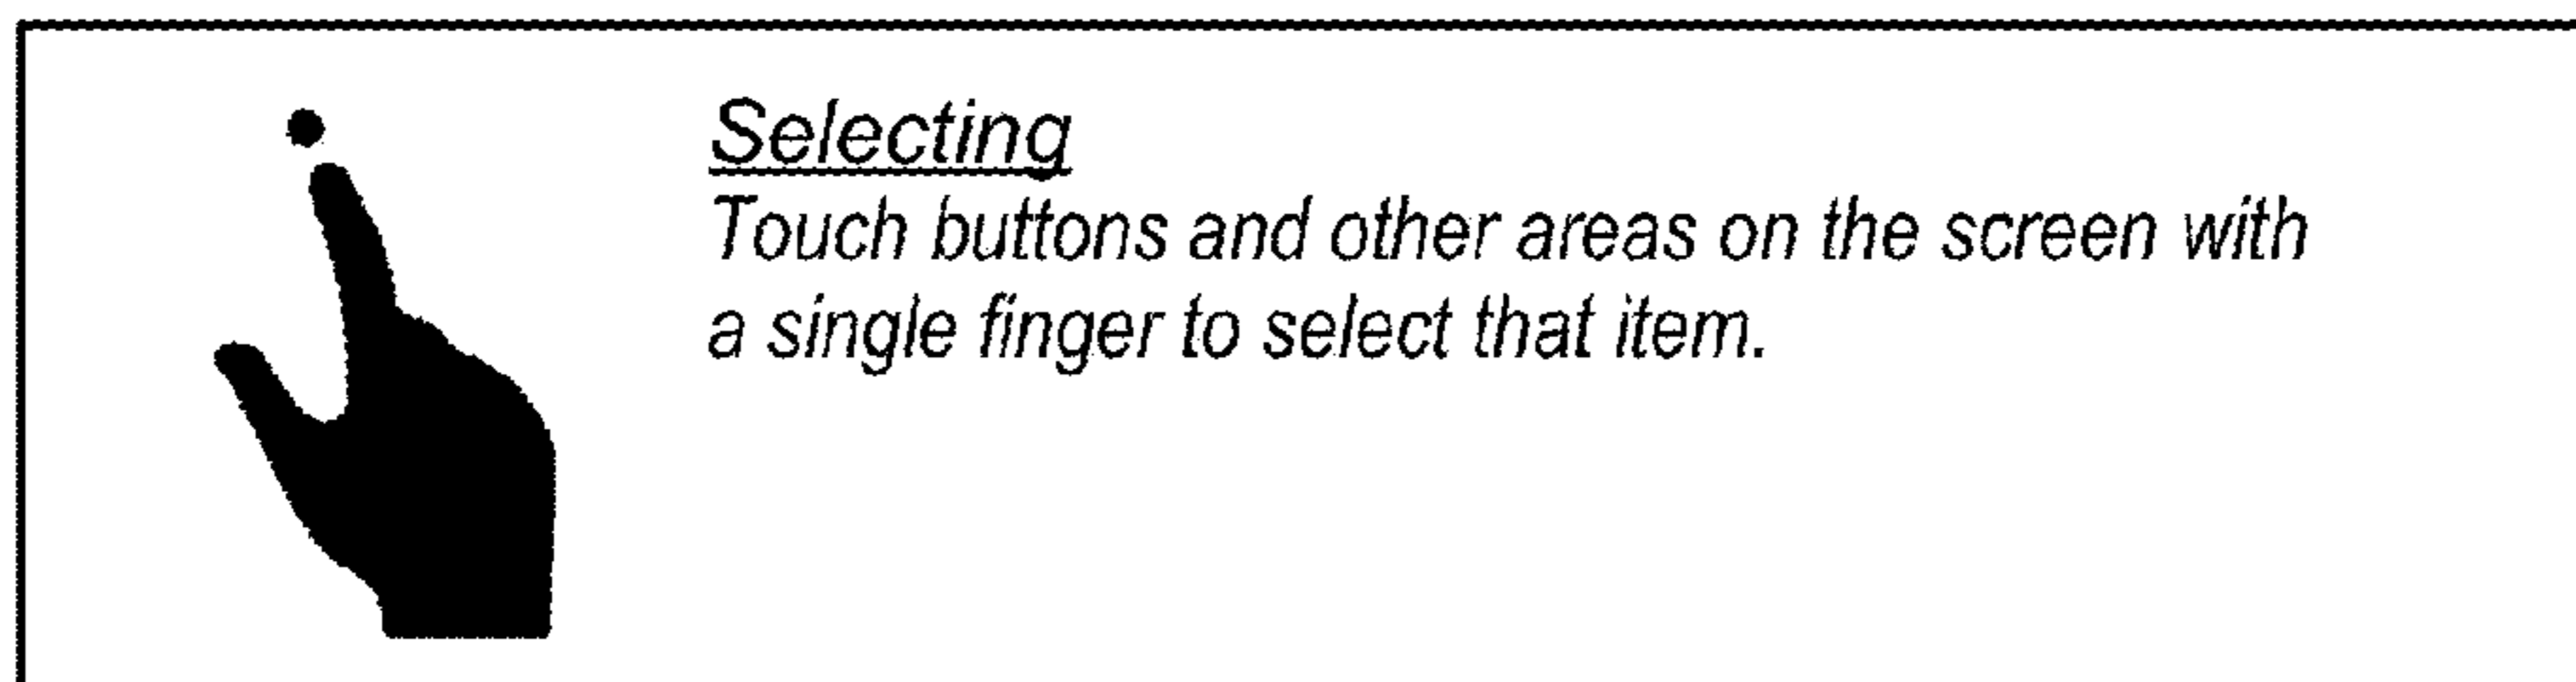 Selecting
Touch buttons and other areas on the screen with
a single finger to select that item.